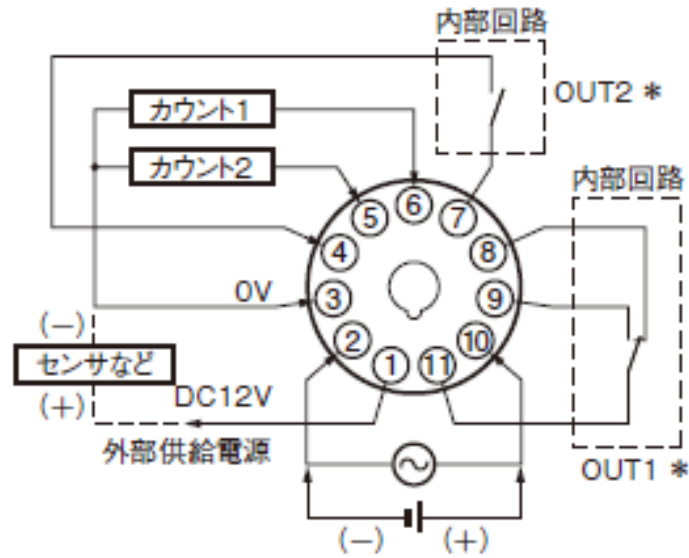 内部回路
OUT2 *
カウント1
カウント2
内部回路
6
5
7
4
8
0V
3
9
2
10
1
11
(−)
センサなど
(+)
DC12V
外部供給電源
OUT1 *
(−)
(+)